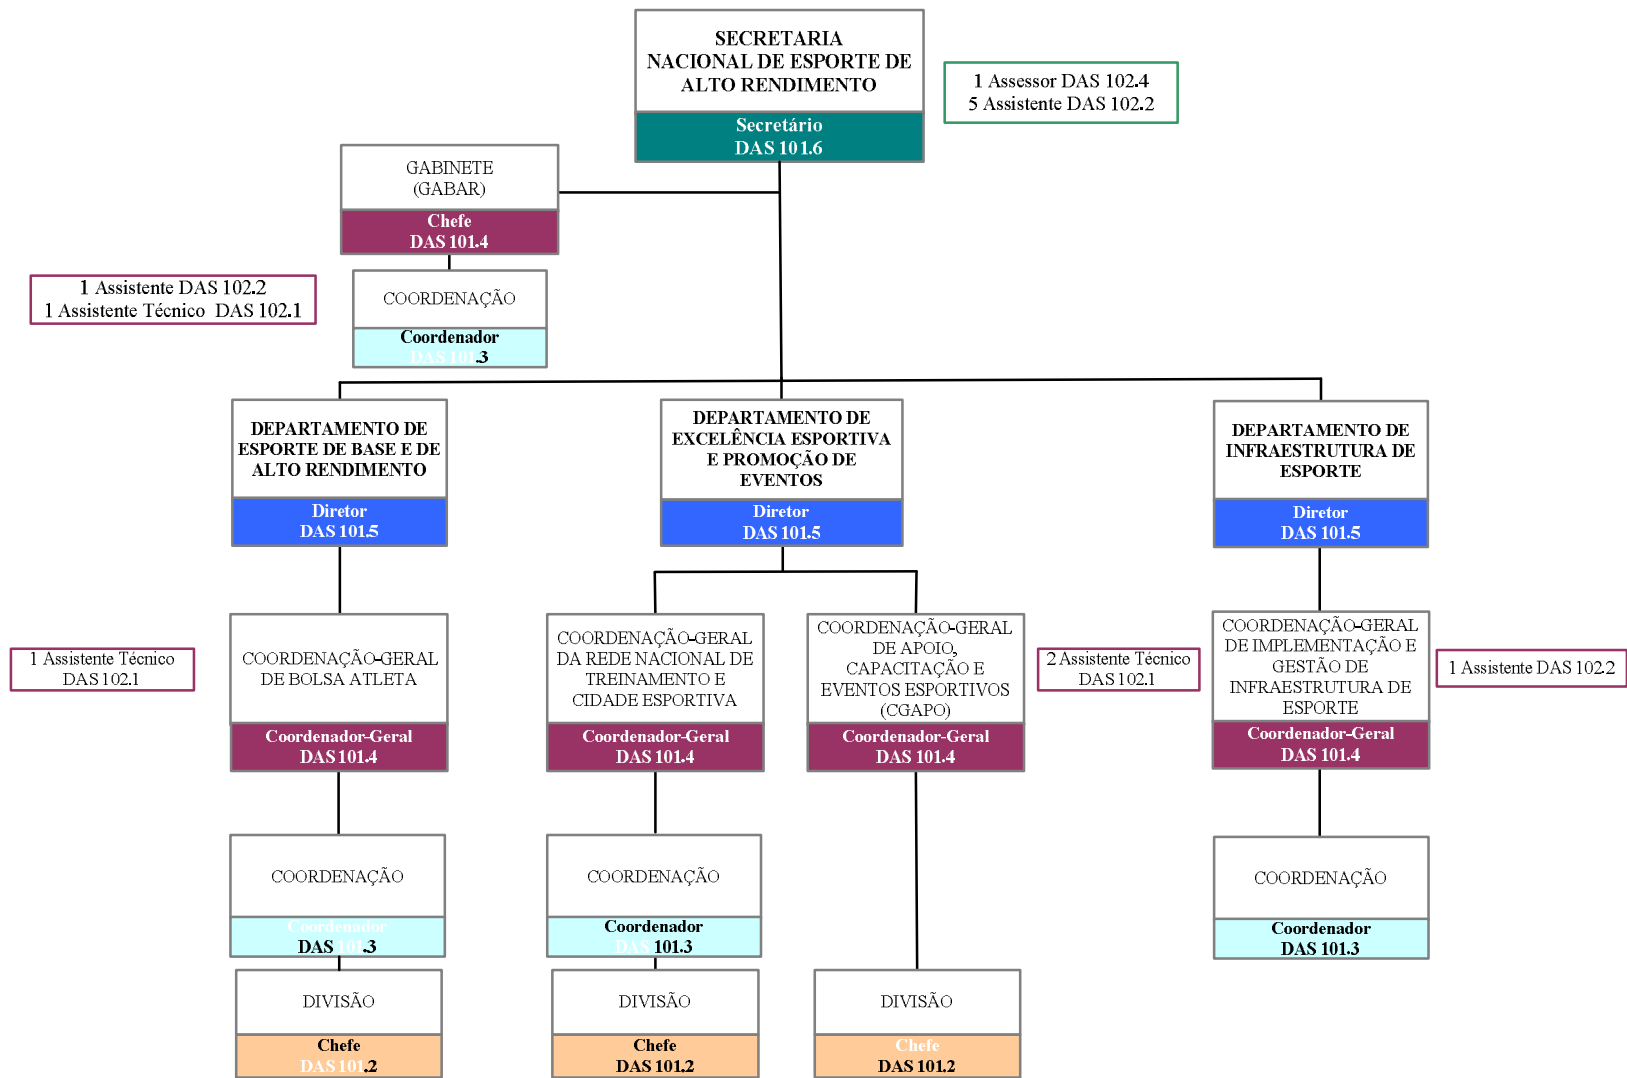 SECRETARIA
NACIONAL DE ESPORTE DE
ALTO RENDIMENTO
Secretário
DAS 101.6
1 Assessor DAS 102.4
5 Assistente DAS 102.2
GABINETE
(GABAR)
Chefe
DAS 101.4
1 Assistente DAS 102.2
1 Assistente Técnico DAS 102.1
COORDENAÇÃO
Coordenador
DAS 101.3
DEPARTAMENTO DE
ESPORTE DE BASE E DE
ALTO RENDIMENTO
Diretor
DAS 101.5
DEPARTAMENTO DE
EXCELÊNCIA ESPORTIVA
E PROMOÇÃO DE
EVENTOS
Diretor
DAS 101.5
DEPARTAMENTO DE
INFRAESTRUTURA DE
ESPORTE
Diretor
DAS 101.5
1 Assistente Técnico
DAS 102.1
COORDENAÇÃO-GERAL
DE BOLSA ATLETA
Coordenador-Geral
DAS 101.4
COORDENAÇÃO-GERAL
DA REDE NACIONAL DE
TREINAMENTO E
CIDADE ESPORTIVA
Coordenador-Geral
DAS 101.4
COORDENAÇÃO-GERAL
DE APOIO,
CAPACITAÇÃO E
EVENTOS ESPORTIVOS
(CGAPO)
Coordenador-Geral
DAS 101.4
2 Assistente Técnico
DAS 102.1
COORDENAÇÃO-GERAL
DE IMPLEMENTAÇÃO E
GESTÃO DE
INFRAESTRUTURA DE
ESPORTE
Coordenador-Geral
DAS 101.4
1 Assistente DAS 102.2
COORDENAÇÃO
Coordenador
DAS 101.3
COORDENAÇÃO
Coordenador
DAS 101.3
COORDENAÇÃO
Coordenador
DAS 101.3
DIVISÃO
Chefe
DAS 101.2
DIVISÃO
Chefe
DAS 101.2
DIVISÃO
Chefe
DAS 101.2